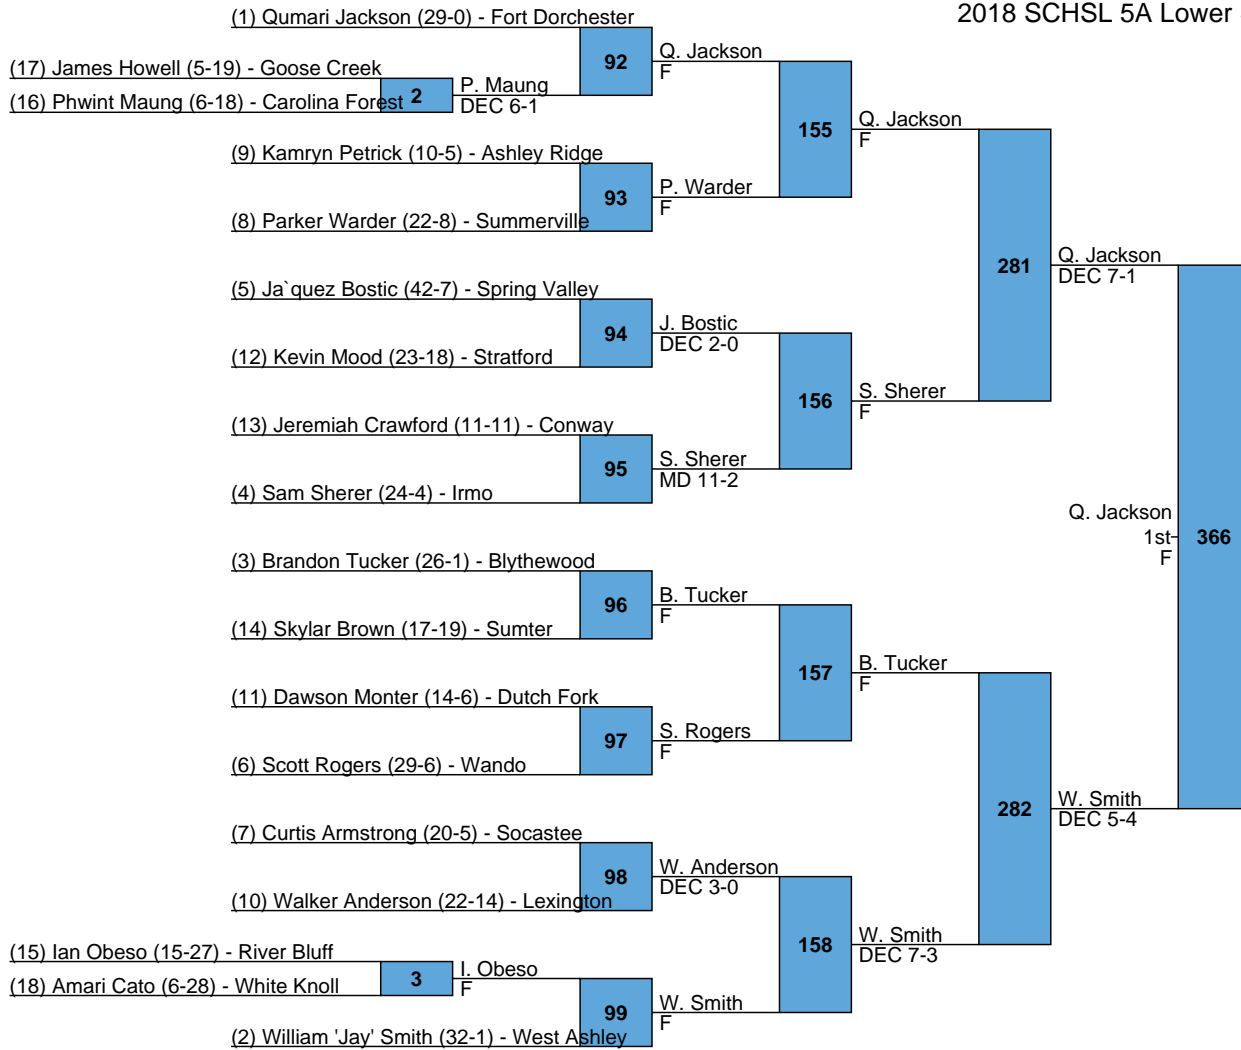 2018 SCHSL 5A Lower
(1) Qumari Jackson (29-0) - Fort Dorchester
92
Q. Jackson
F
(17) James Howell (5-19) - Goose Creek
2
P. Maung
DEC 6-1
(16) Phwint Maung (6-18) - Carolina Forest
155
Q. Jackson
F
(9) Kamryn Petrick (10-5) - Ashley Ridge
93
P. Warder
F
(8) Parker Warder (22-8) - Summerville
281
Q. Jackson
DEC 7-1
(5) Ja`quez Bostic (42-7) - Spring Valley
94
J. Bostic
DEC 2-0
(12) Kevin Mood (23-18) - Stratford
156
S. Sherer
F
(13) Jeremiah Crawford (11-11) - Conway
95
S. Sherer
MD 11-2
(4) Sam Sherer (24-4) - Irmo
Q. Jackson
1st
F
366
(3) Brandon Tucker (26-1) - Blythewood
96
B. Tucker
F
(14) Skylar Brown (17-19) - Sumter
157
B. Tucker
F
(11) Dawson Monter (14-6) - Dutch Fork
97
S. Rogers
F
(6) Scott Rogers (29-6) - Wando
282
W. Smith
DEC 5-4
(7) Curtis Armstrong (20-5) - Socastee
98
W. Anderson
DEC 3-0
(10) Walker Anderson (22-14) - Lexington
158
W. Smith
DEC 7-3
(15) Ian Obeso (15-27) - River Bluff
3
I. Obeso
F
(18) Amari Cato (6-28) - White Knoll
99
W. Smith
F
(2) William 'Jay' Smith (32-1) - West Ashley